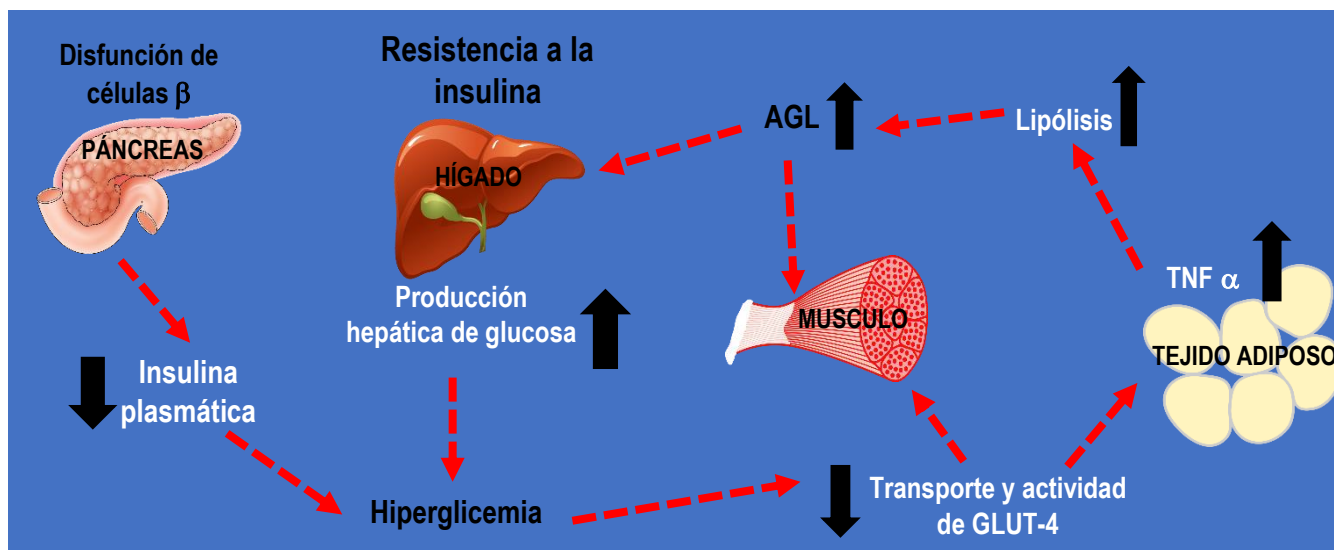 Disfunción de
células β
PÁNCREAS
Insulina
plasmática
Resistencia a la
insulina
HÍGADO
Producción
hepática de glucosa
Hiperglicemia
AGL
Lipólisis
MUSCULO
TNF α
TEJIDO ADIPOSO
Transporte y actividad
de GLUT-4